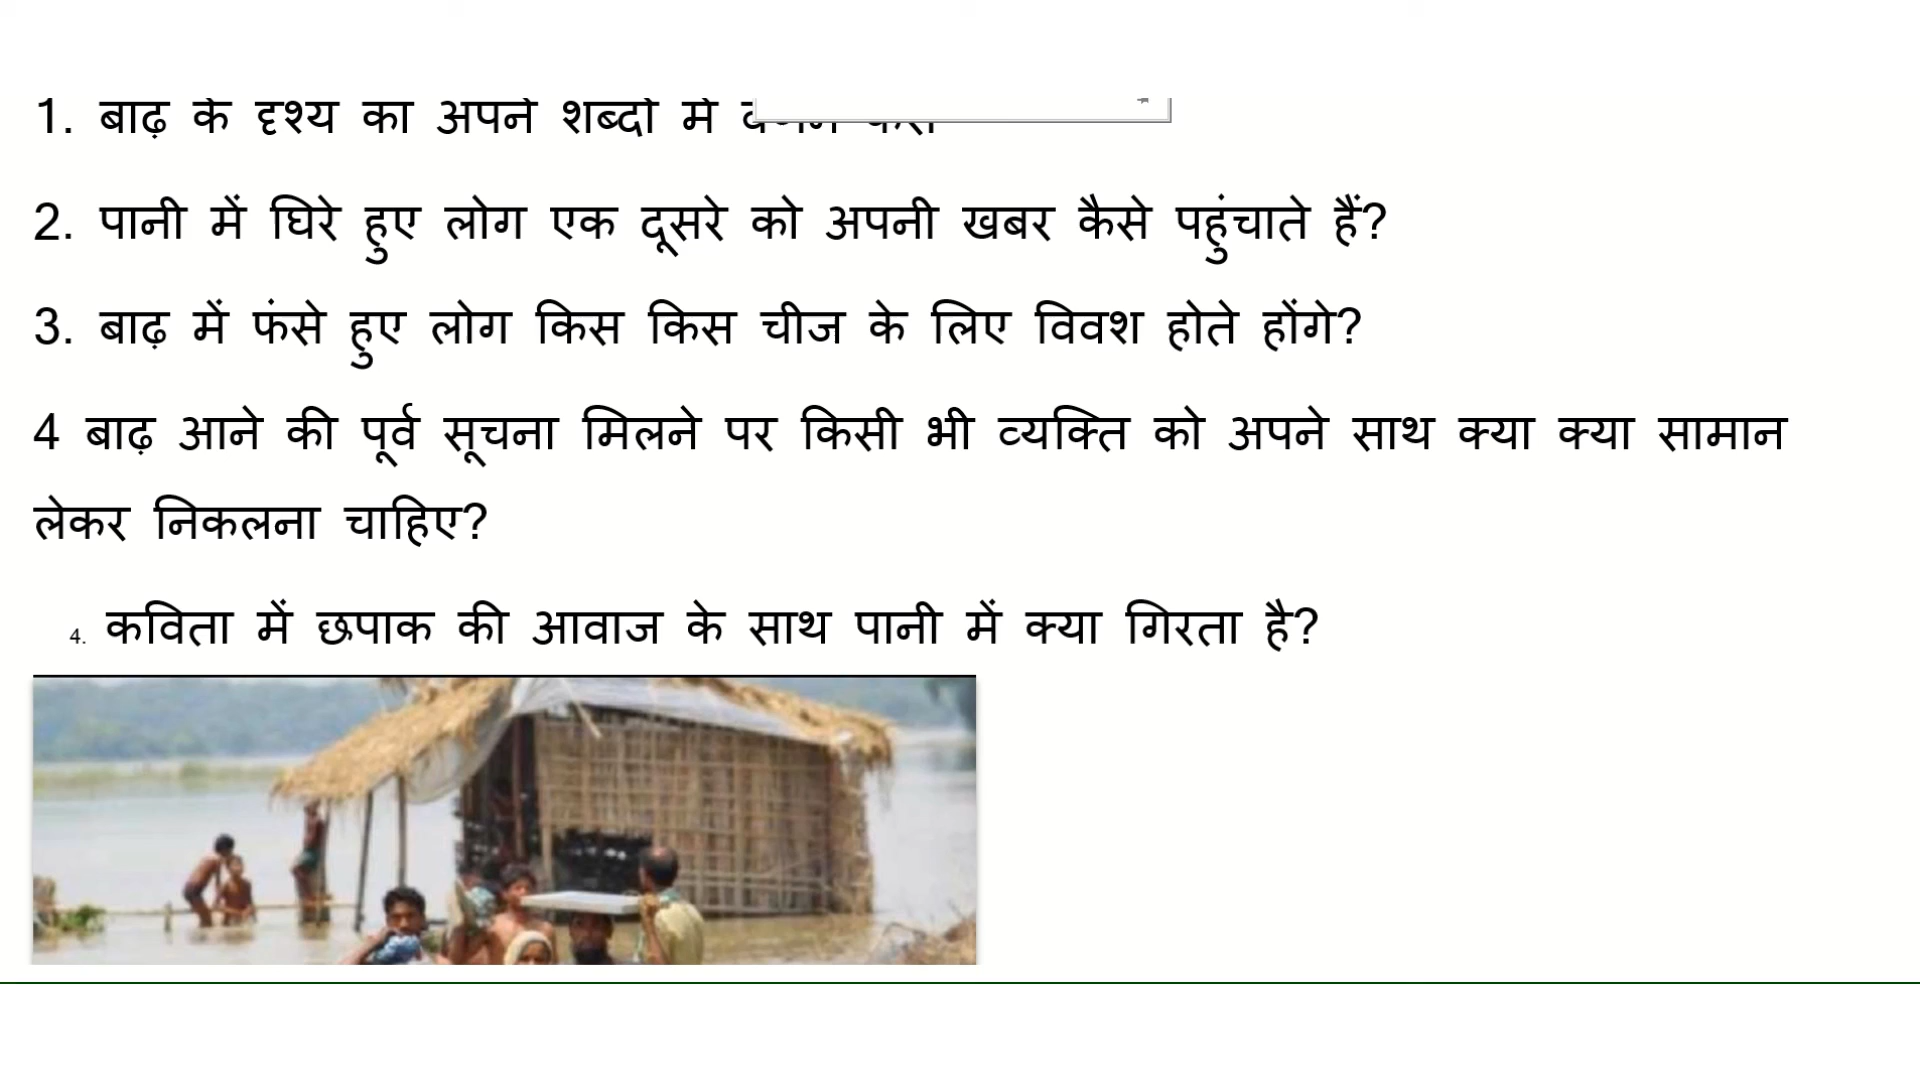 1. बाढ़ के दृश्य का अपने शब्दों में
2. पानी में घिरे हुए लोग एक दूसरे को अपनी खबर कैसे पहुंचाते हैं?
3. बाढ़ में फंसे हुए लोग किस किस चीज के लिए विवश होते होंगे?
4 बाढ़ आने की पूर्व सूचना मिलने पर किसी भी व्यक्ति को अपने साथ क्या क्या सामान
लेकर निकलना चाहिए?
4. कविता में छपाक की आवाज के साथ पानी में क्या गिरता है?